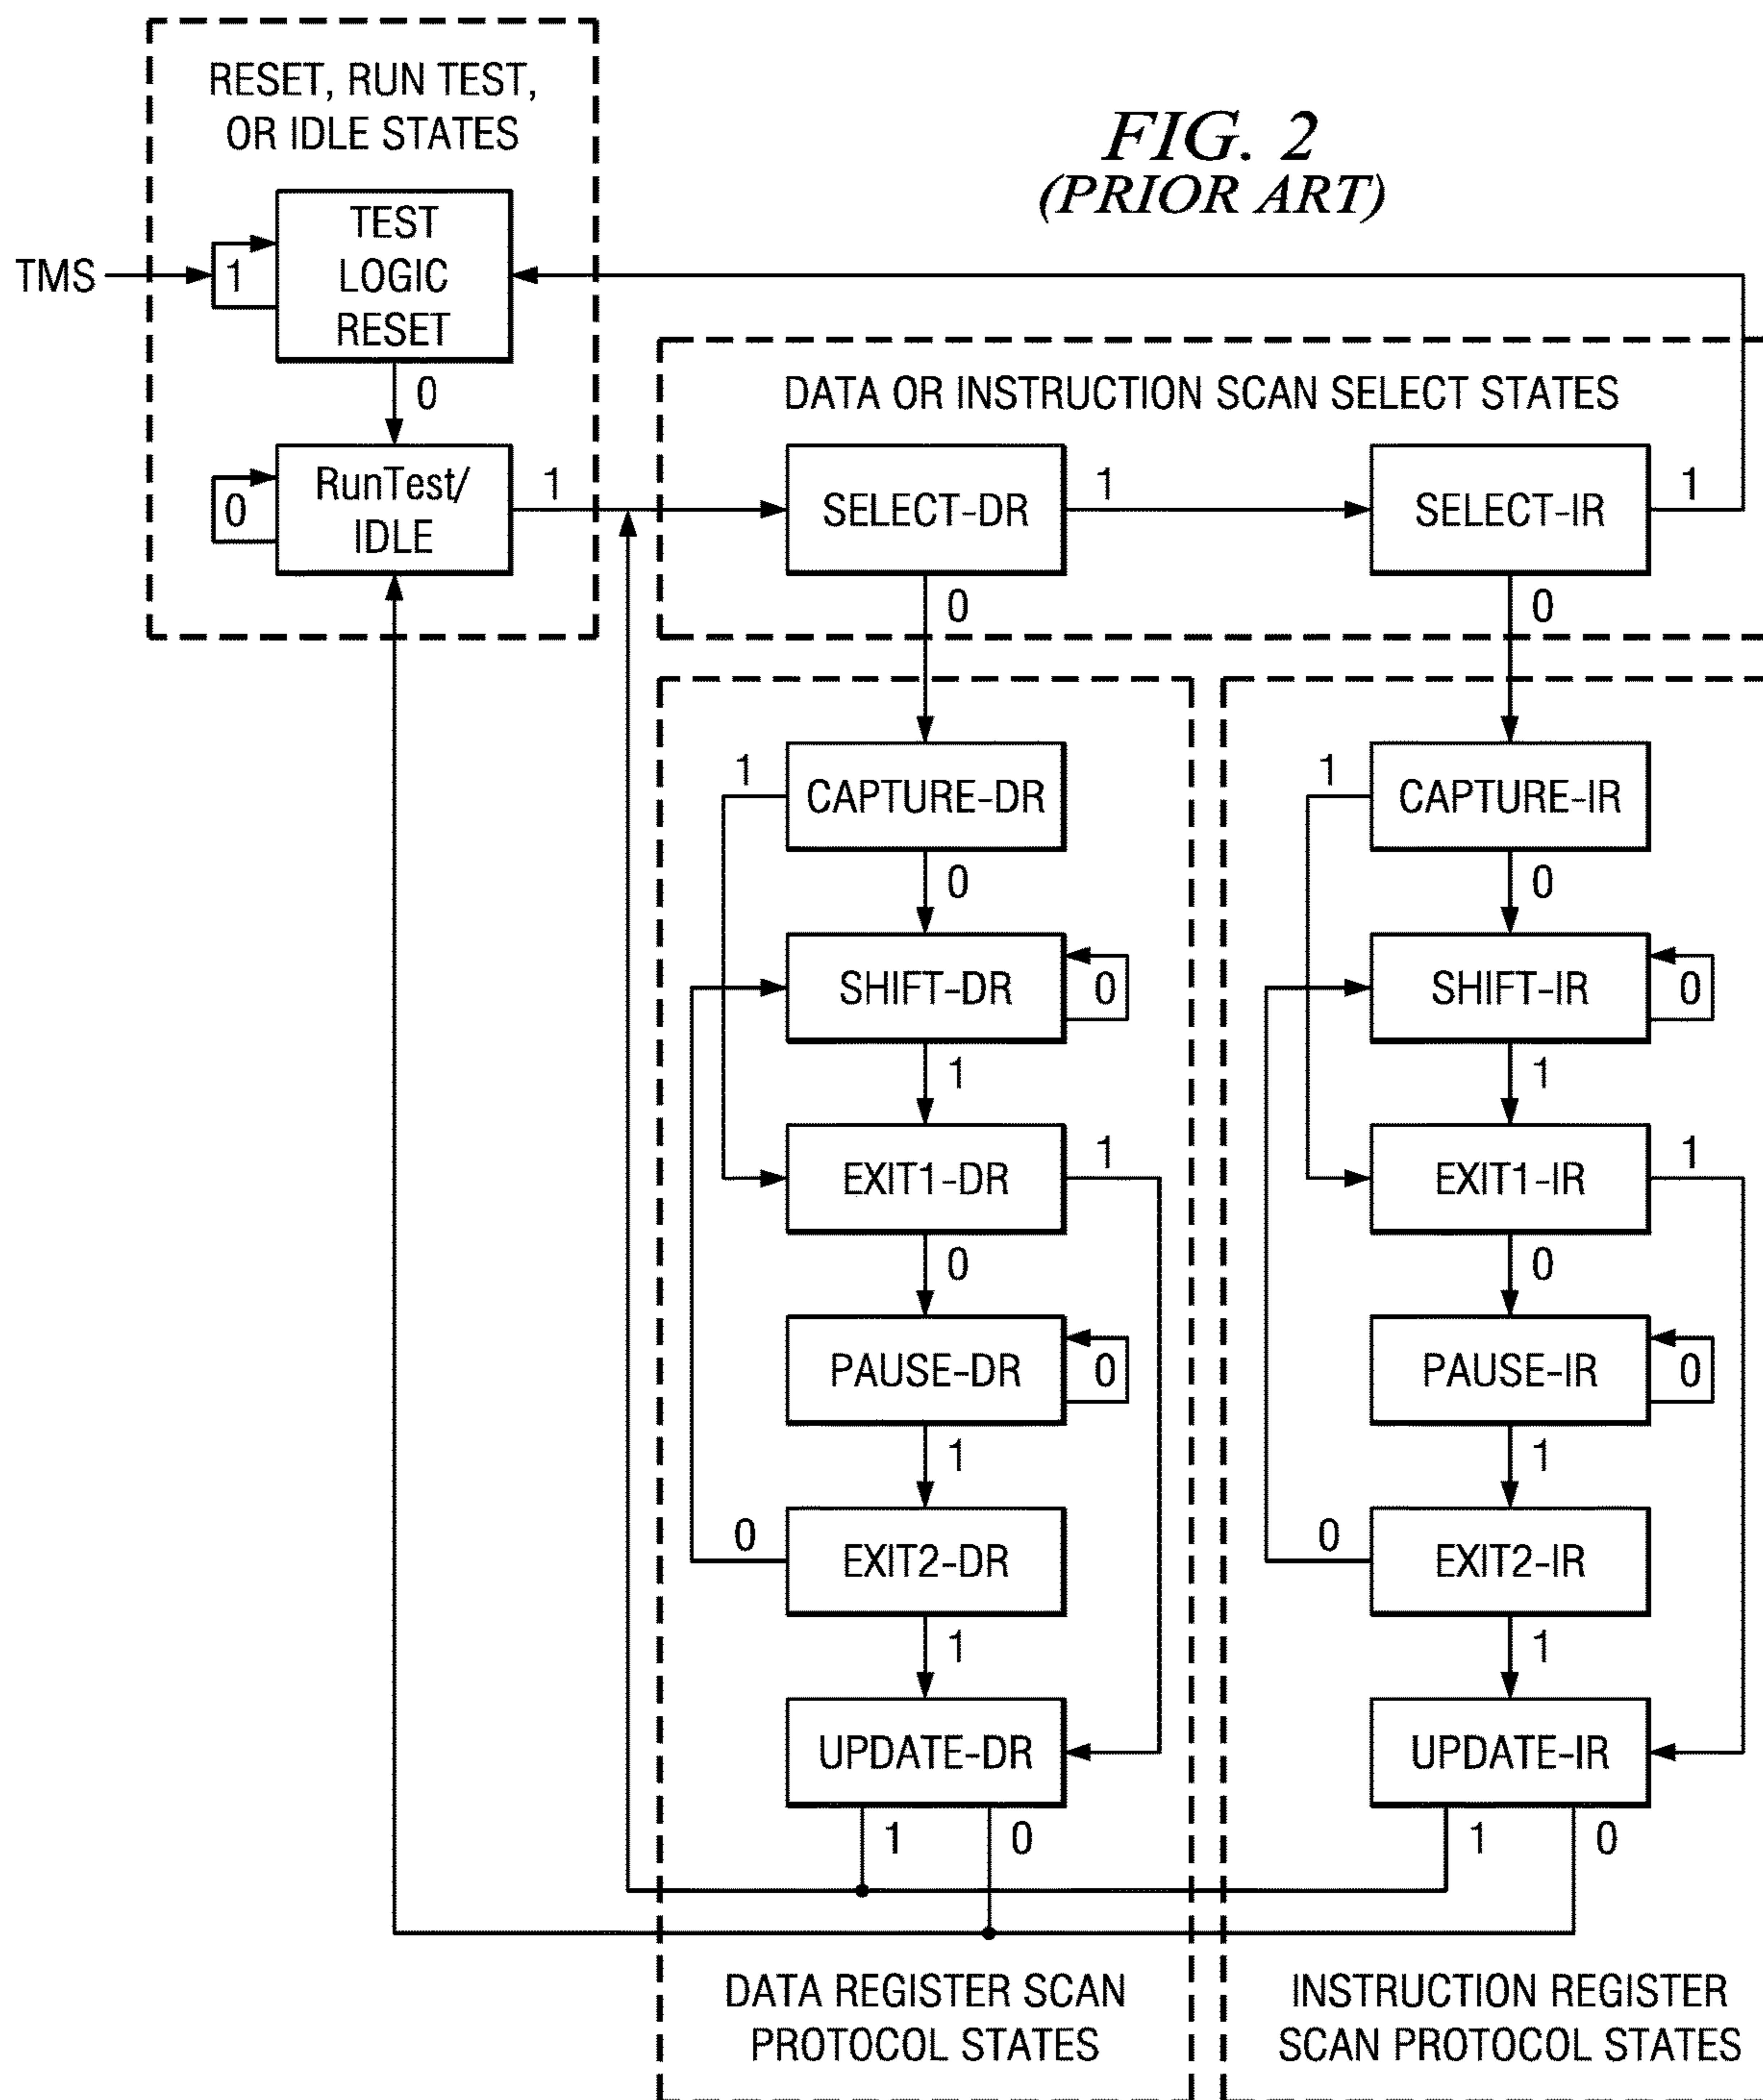 RESET, RUN TEST,
OR IDLE STATES
FIG. 2
(PRIOR ART)
TEST
LOGIC
RESET
TMS
1
0
DATA OR INSTRUCTION SCAN SELECT STATES
RunTest/
IDLE
0
1
SELECT-DR
1
SELECT-IR
1
0
0
1
CAPTURE-DR
1
CAPTURE-IR
0
0
SHIFT-DR
0
SHIFT-IR
0
1
1
EXIT1-DR
1
EXIT1-IR
1
0
0
PAUSE-DR
0
PAUSE-IR
0
1
1
0
EXIT2-DR
0
EXIT2-IR
1
1
UPDATE-DR
UPDATE-IR
1
0
1
0
DATA REGISTER SCAN
PROTOCOL STATES
INSTRUCTION REGISTER
SCAN PROTOCOL STATES